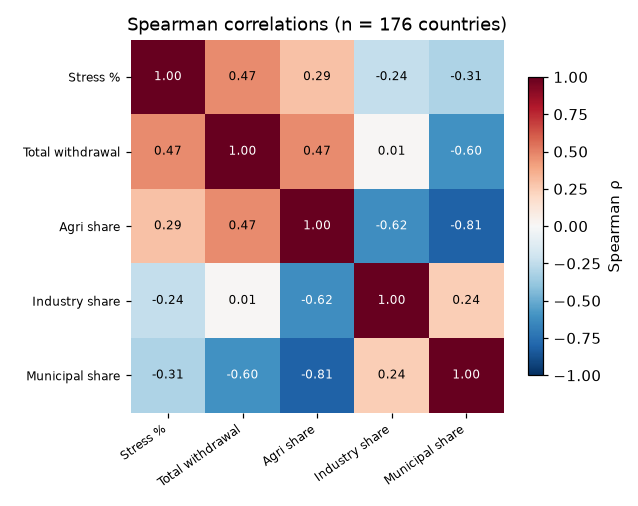 Spearman correlations (n = 176 countries)
Stress % 1.00 0.47 0.29 -0.24 -0.31
Total withdrawal 0.47 1.00 0.47 0.01 -0.60
Agri share 0.29 0.47 1.00 -0.62 -0.81
Industry share -0.24 0.01 -0.62 1.00 0.24
Municipal share -0.31 -0.60 -0.81 0.24 1.00
Stress % Total withdrawal Agri share Industry share Municipal share
1.00
0.75
0.50
0.25
0.00
−0.25
−0.50
−0.75
−1.00
Spearman ρ